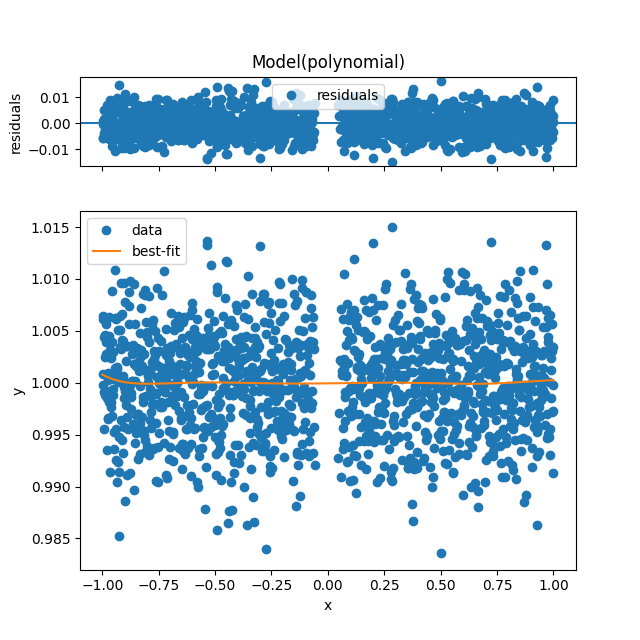 Model(polynomial)
residuals
0.01
0.00
−0.01
residuals
data
best-fit
1.015
1.010
1.005
1.000
0.995
0.990
0.985
y
−1.00 −0.75 −0.50 −0.25 0.00 0.25 0.50 0.75 1.00
x